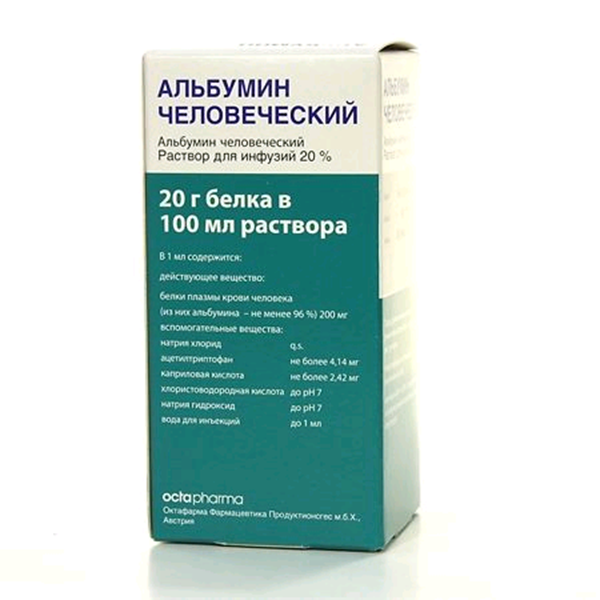 АЛЬБУМИН
ЧЕЛОВЕЧЕСКИЙ
Альбумин человеческий
Раствор для инфузий 20 %
20 г белка в
100 мл раствора
В 1 мл содержится:
действующее вещество:
белки плазмы крови человека
(из них альбумина – не менее 96 %) 200 мг
вспомогательные вещества:
натрия хлорид q.s.
ацетилтриптофан не более 4,14 мг
каприловая кислота не более 2,42 мг
хлористоводородная кислота до pH 7
натрия гидроксид до pH 7
вода для инъекций до 1 мл
octapharma
Октафарма Фармацевтика Продуктионсгес м.б.Х.,
Австрия